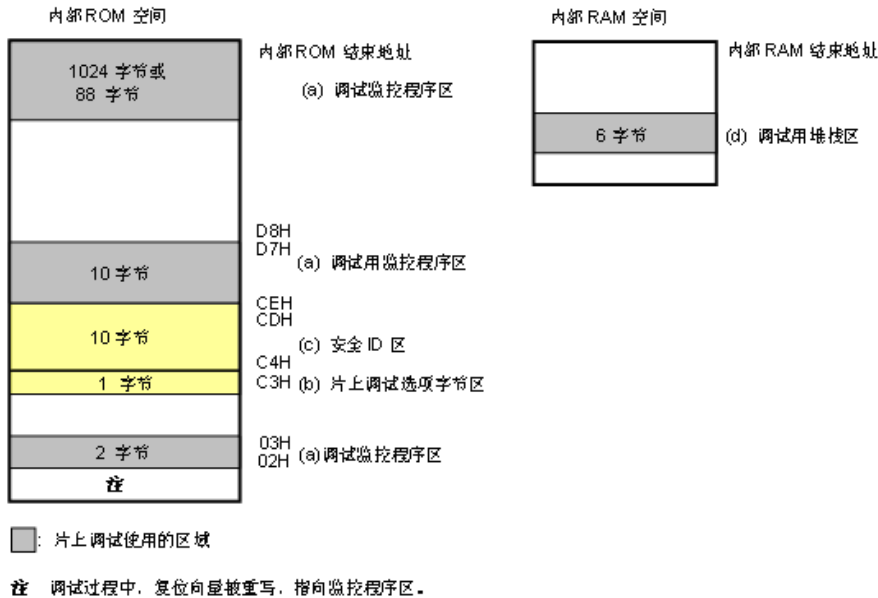 内部ROM 空间
内部 RAM 空间
1024 字节或
88 字节
内部ROM 结束地址
(a) 调试监控程序区
D8H
D7H
(a) 调试用监控程序区
10 字节
CEH
CDH
10 字节
(c) 安全 ID 区
C4H
C3H
(b) 片上调试选项字节区
1 字节
03H
02H
(a)调试监控程序区
2 字节
注
内部 RAM 结束地址
6 字节
(d) 调试用堆栈区
: 片上调试使用的区域
注 调试过程中，复位向量被重写，指向监控程序区。